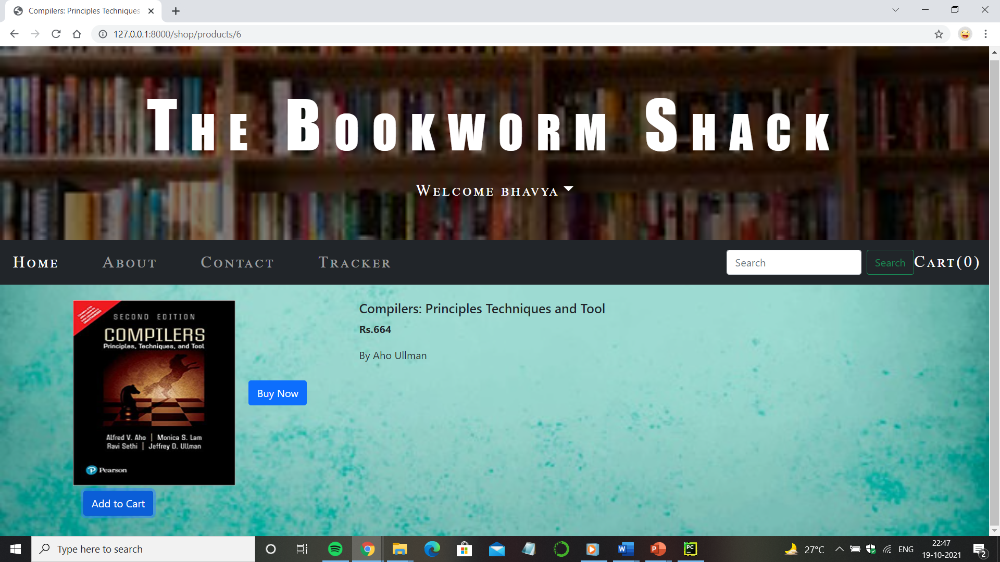 Compilers: Principles Techniques
127.0.0.1:8000/shop/products/6
The Bookworm Shack
Welcome bhavya
Home About Contact Tracker Search Search Cart(0)
SECOND EDITION
COMPILERS
Principles, Techniques, and Tool
Alfred V. Aho | Monica S. Lam
Ravi Sethi | Jeffrey D. Ullman
Pearson
Compilers: Principles Techniques and Tool
Rs.664
By Aho Ullman
Buy Now
Add to Cart
Type here to search
27°C
ENG
22:47
19-10-2021
2